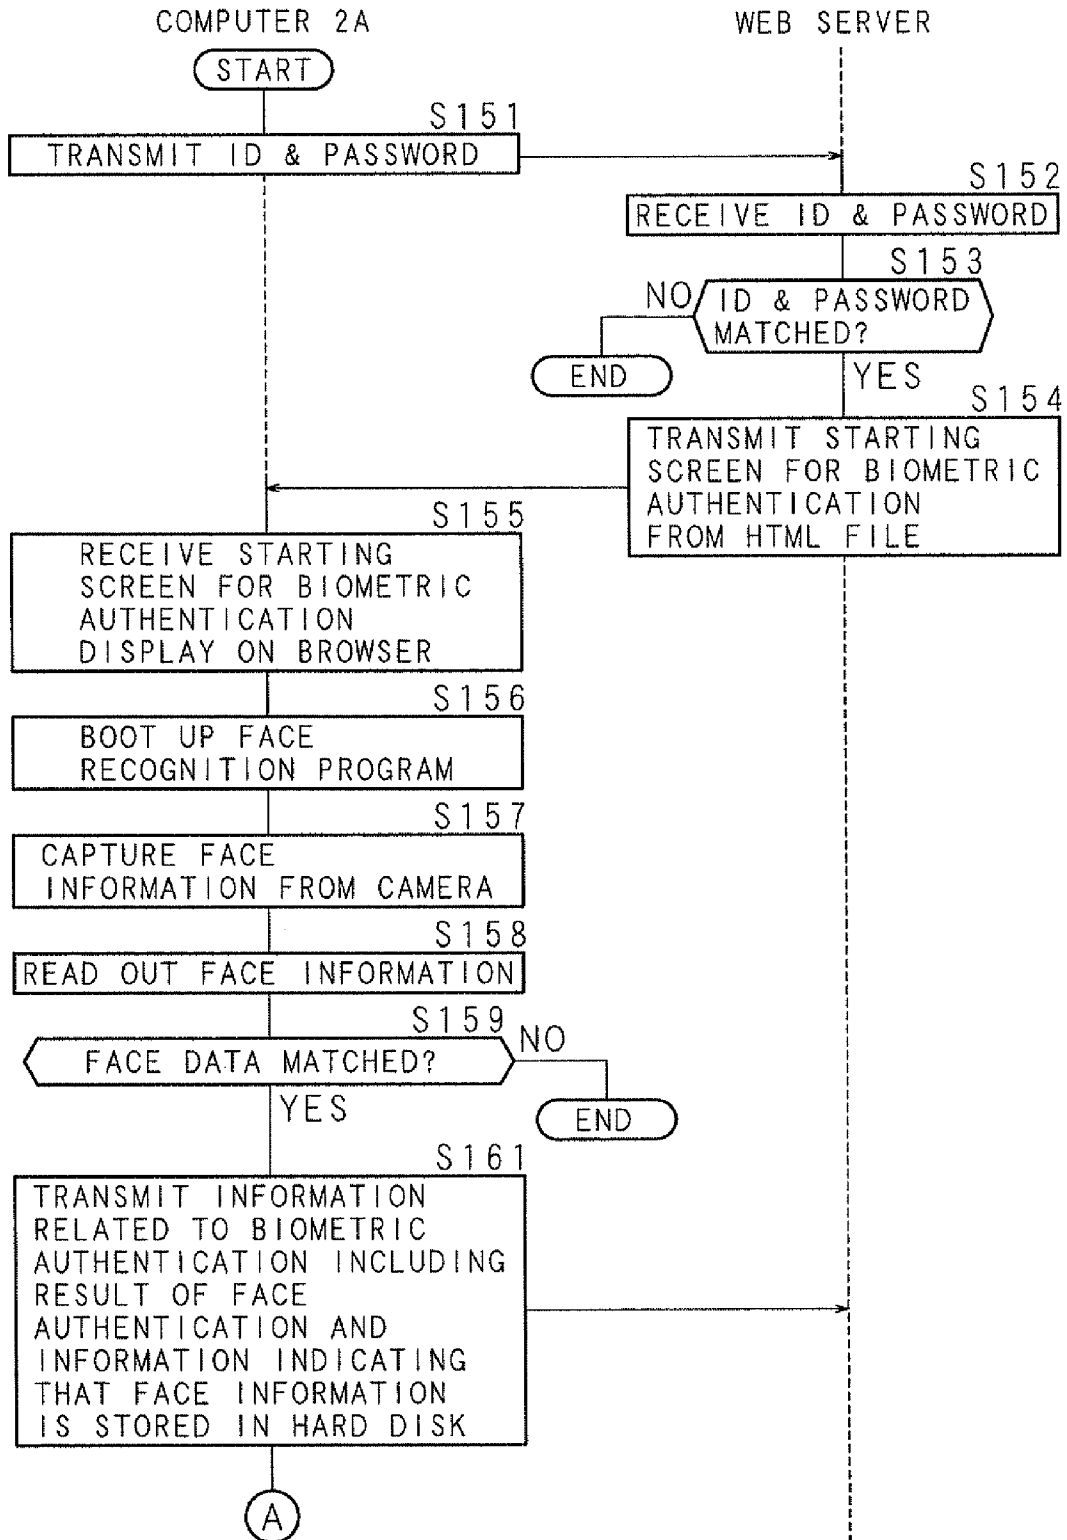 COMPUTER 2A
WEB SERVER
START
S151
TRANSMIT ID & PASSWORD
S152
RECEIVE ID & PASSWORD
S153
NO
ID & PASSWORD
MATCHED?
END
YES
S154
TRANSMIT STARTING
SCREEN FOR BIOMETRIC
AUTHENTICATION
FROM HTML FILE
S155
RECEIVE STARTING
SCREEN FOR BIOMETRIC
AUTHENTICATION
DISPLAY ON BROWSER
S156
BOOT UP FACE
RECOGNITION PROGRAM
S157
CAPTURE FACE
INFORMATION FROM CAMERA
S158
READ OUT FACE INFORMATION
S159
FACE DATA MATCHED?
NO
YES
END
S161
TRANSMIT INFORMATION
RELATED TO BIOMETRIC
AUTHENTICATION INCLUDING
RESULT OF FACE
AUTHENTICATION AND
INFORMATION INDICATING
THAT FACE INFORMATION
IS STORED IN HARD DISK
A